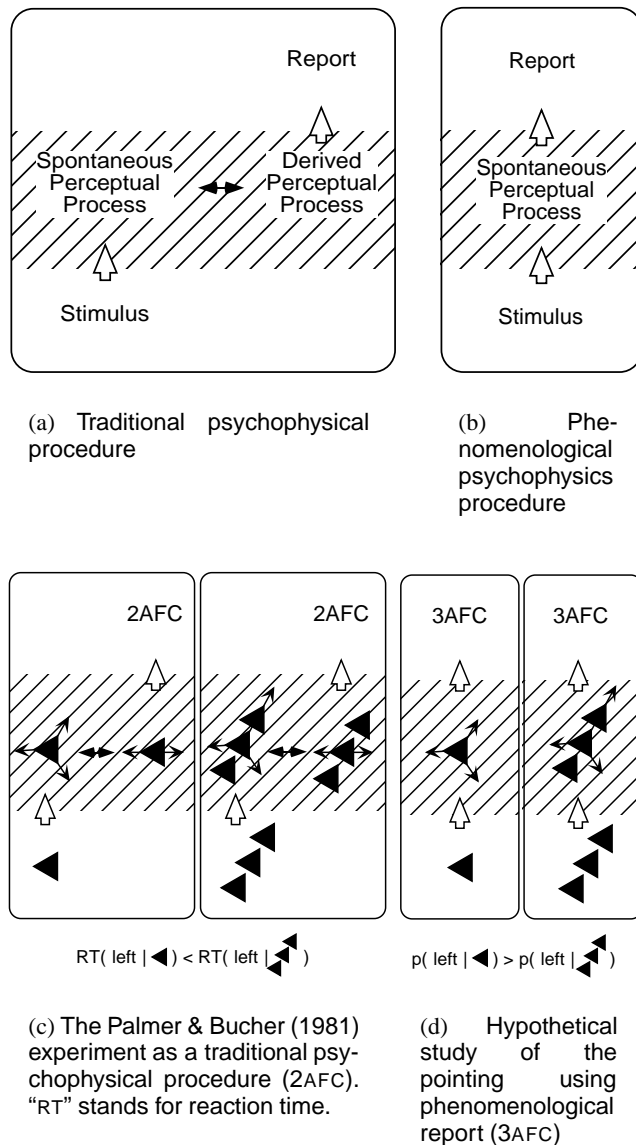 Report
Spontaneous Perceptual Process
Derived Perceptual Process
Stimulus
Report
Spontaneous Perceptual Process
Stimulus
(a) Traditional psychophysical
procedure
(b) Phe-
nomenological
psychophysics
procedure
2AFC
2AFC
3AFC
3AFC
RT( left | ◀) < RT( left | ◀◀◀)
p( left | ◀) > p( left | ◀◀◀)
(c) The Palmer & Bucher (1981)
experiment as a traditional psy-
chophysical procedure (2AFC).
“RT” stands for reaction time.
(d) Hypothetical
study of the
pointing using
phenomenological
report (3AFC)